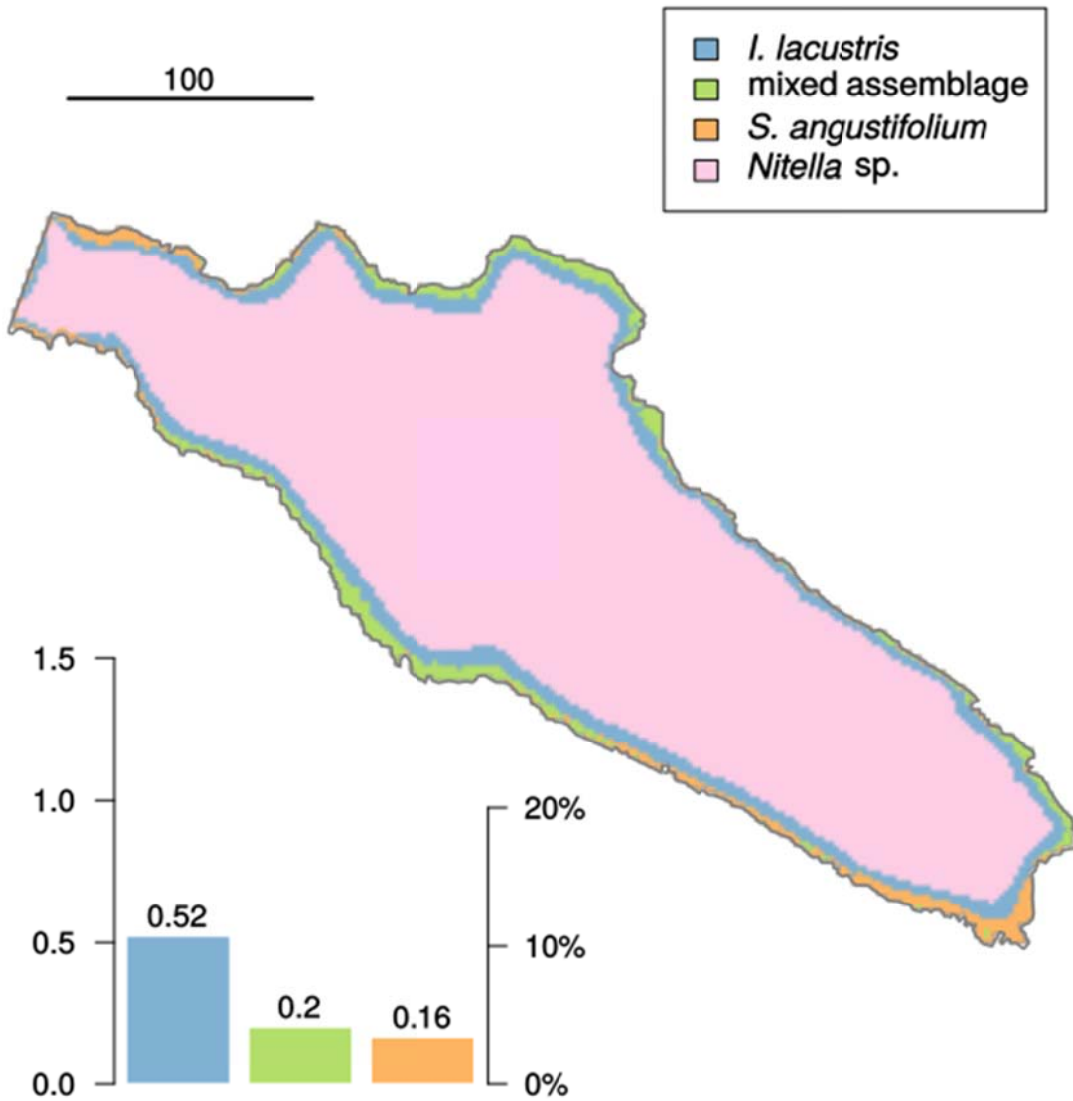 100
I. lacustris
mixed assemblage
S. angustifolium
Nitella sp.
1.5
1.0
0.5
0.0
0.52
0.2
0.16
20%
10%
0%